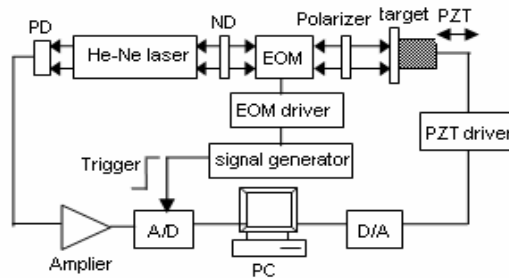 PD
He-Ne laser
ND
EOM
Polarizer
target
PZT
EOM driver
PZT driver
Trigger
signal generator
Amplier
A/D
PC
D/A